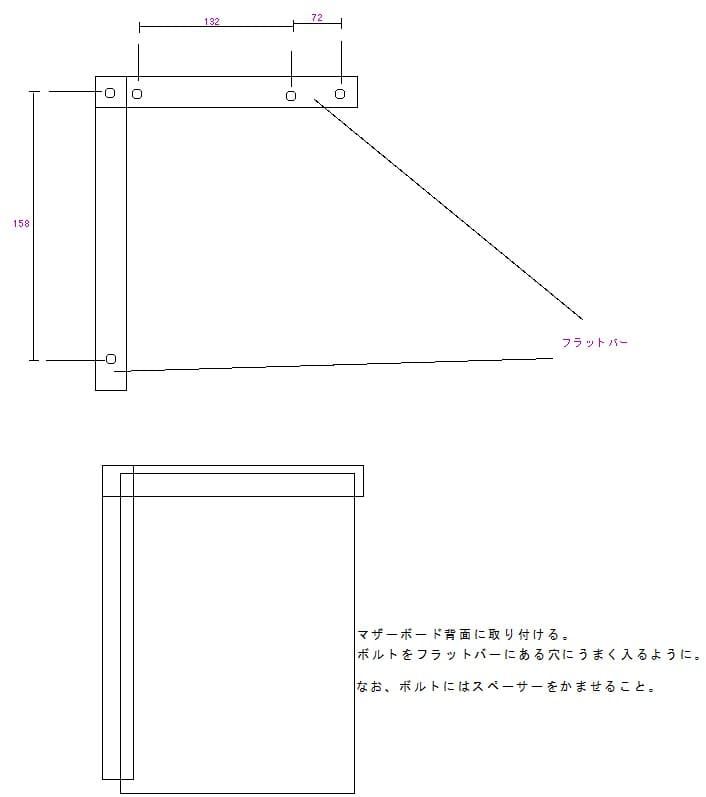 132
72
158
フラットバー
マザーボード背面に取り付ける。
ボルトをフラットバーにある穴にうまく入るように。
なお、ボルトにはスペーサーをかませること。